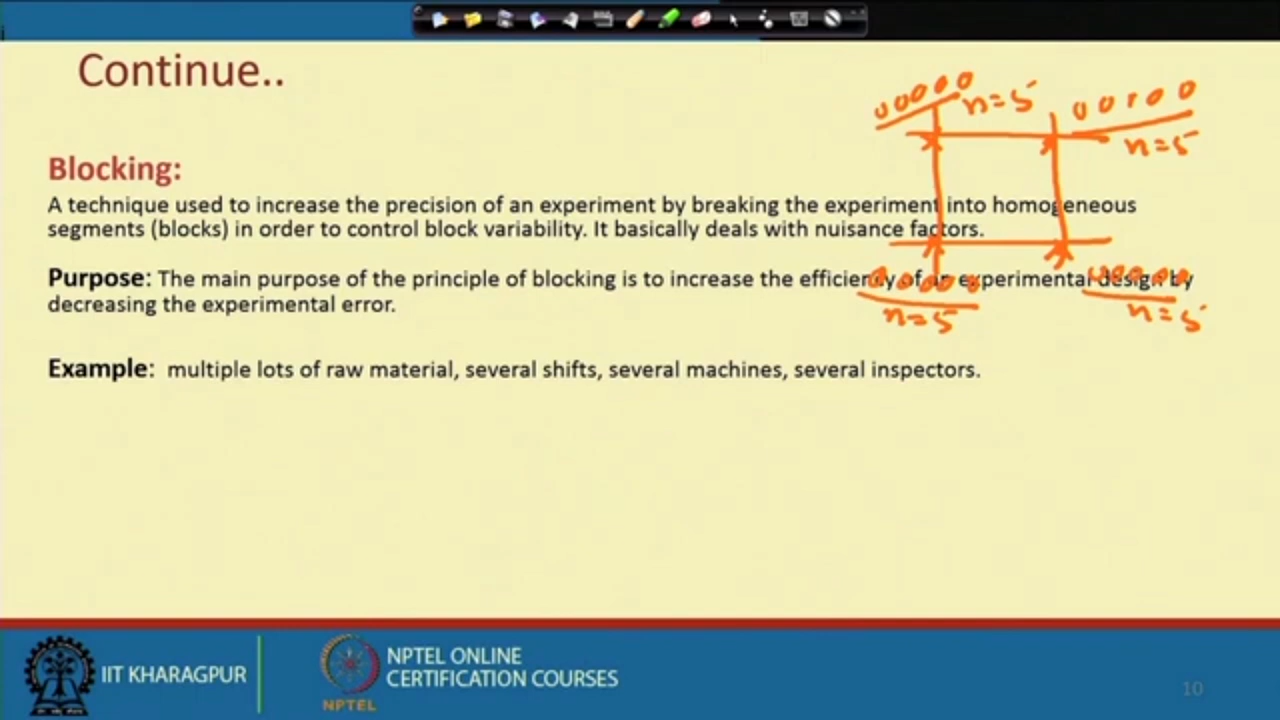 Continue..
00000 n=5
00100
n=5
Blocking:
A technique used to increase the precision of an experiment by breaking the experiment into homogeneous
segments (blocks) in order to control block variability. It basically deals with nuisance factors.
Purpose: The main purpose of the principle of blocking is to increase the efficiency of an experimental design by
decreasing the experimental error.
00000
n=5
00000
n=5
Example: multiple lots of raw material, several shifts, several machines, several inspectors.
IIT KHARAGPUR
NPTEL
NPTEL ONLINE
CERTIFICATION COURSES
10